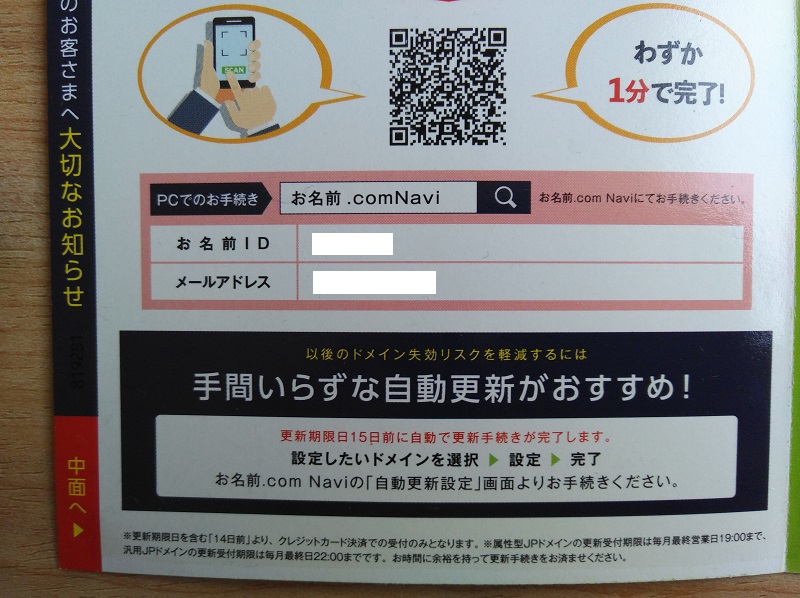 のお客さまへ大切なお知らせ
819201
中面へ
SCAN
わずか
1分で完了!
PCでのお手続き
お名前.comNavi
お名前.com Naviにてお手続きください。
お名前ID
メールアドレス
以後のドメイン失効リスクを軽減するには
手間いらずな自動更新がおすすめ!
更新期限日15日前に自動で更新手続きが完了します。
設定したいドメインを選択 ▶ 設定 ▶ 完了
お名前.com Naviの「自動更新設定」画面よりお手続きください。
※更新期限日を含む「14日前」より、クレジットカード決済での受付のみとなります。※属性型JPドメインの更新受付期限は毎月最終営業日19:00まで、
汎用JPドメインの更新受付期限は毎月最終日22:00までです。お時間に余裕を持って更新手続きをお済ませください。